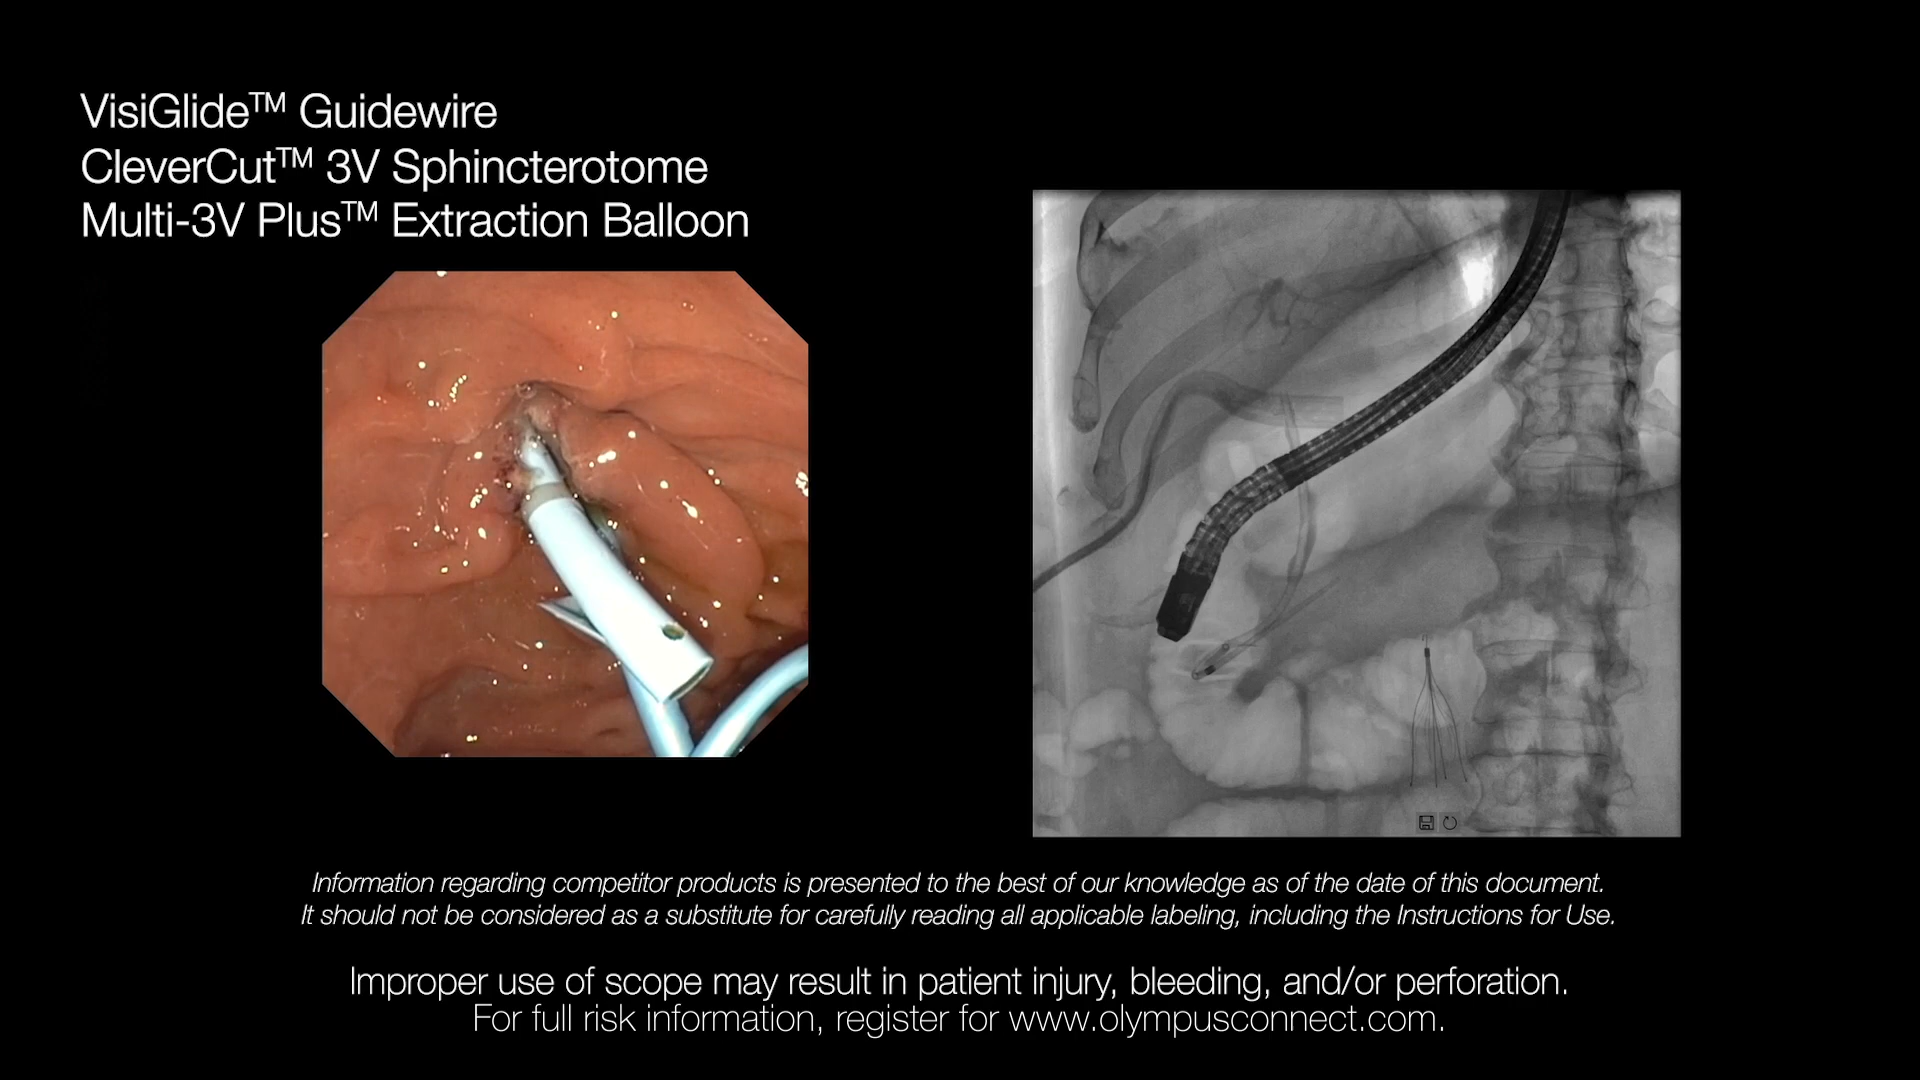 VisiGlide™ Guidewire
CleverCut™ 3V Sphincterotome
Multi-3V Plus™ Extraction Balloon
Information regarding competitor products is presented to the best of our knowledge as of the date of this document.
It should not be considered as a substitute for carefully reading all applicable labeling, including the Instructions for Use.
Improper use of scope may result in patient injury, bleeding, and/or perforation.
For full risk information, register for www.olympusconnect.com.